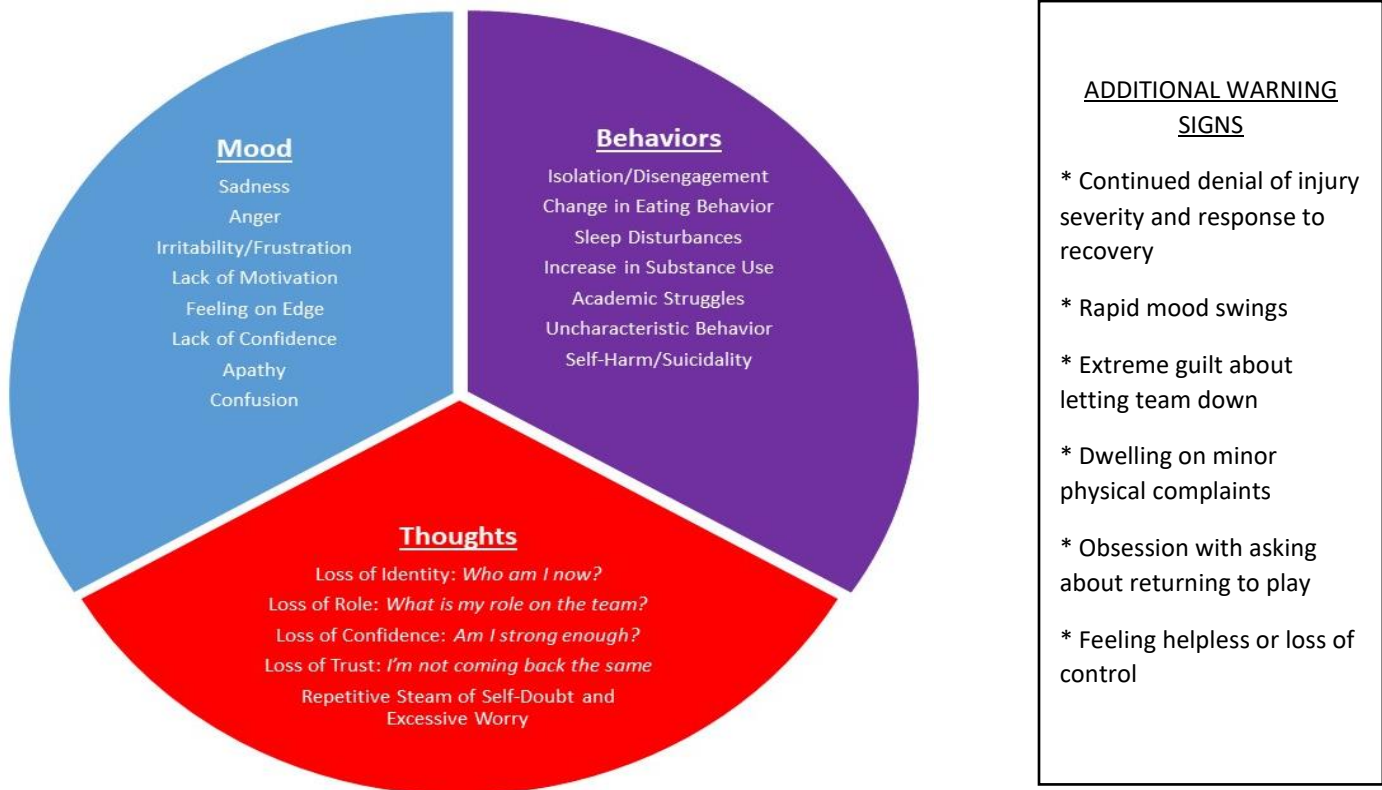 Mood
Sadness
Anger
Irritability/Frustration
Lack of Motivation
Feeling on Edge
Lack of Confidence
Apathy
Confusion
Behaviors
Isolation/Disengagement
Change in Eating Behavior
Sleep Disturbances
Increase in Substance Use
Academic Struggles
Uncharacteristic Behavior
Self-Harm/Suicidality
Thoughts
Loss of Identity: Who am I now?
Loss of Role: What is my role on the team?
Loss of Confidence: Am I strong enough?
Loss of Trust: I'm not coming back the same
Repetitive Steam of Self-Doubt and
Excessive Worry
ADDITIONAL WARNING
SIGNS
* Continued denial of injury
severity and response to
recovery
* Rapid mood swings
* Extreme guilt about
letting team down
* Dwelling on minor
physical complaints
* Obsession with asking
about returning to play
* Feeling helpless or loss of
control